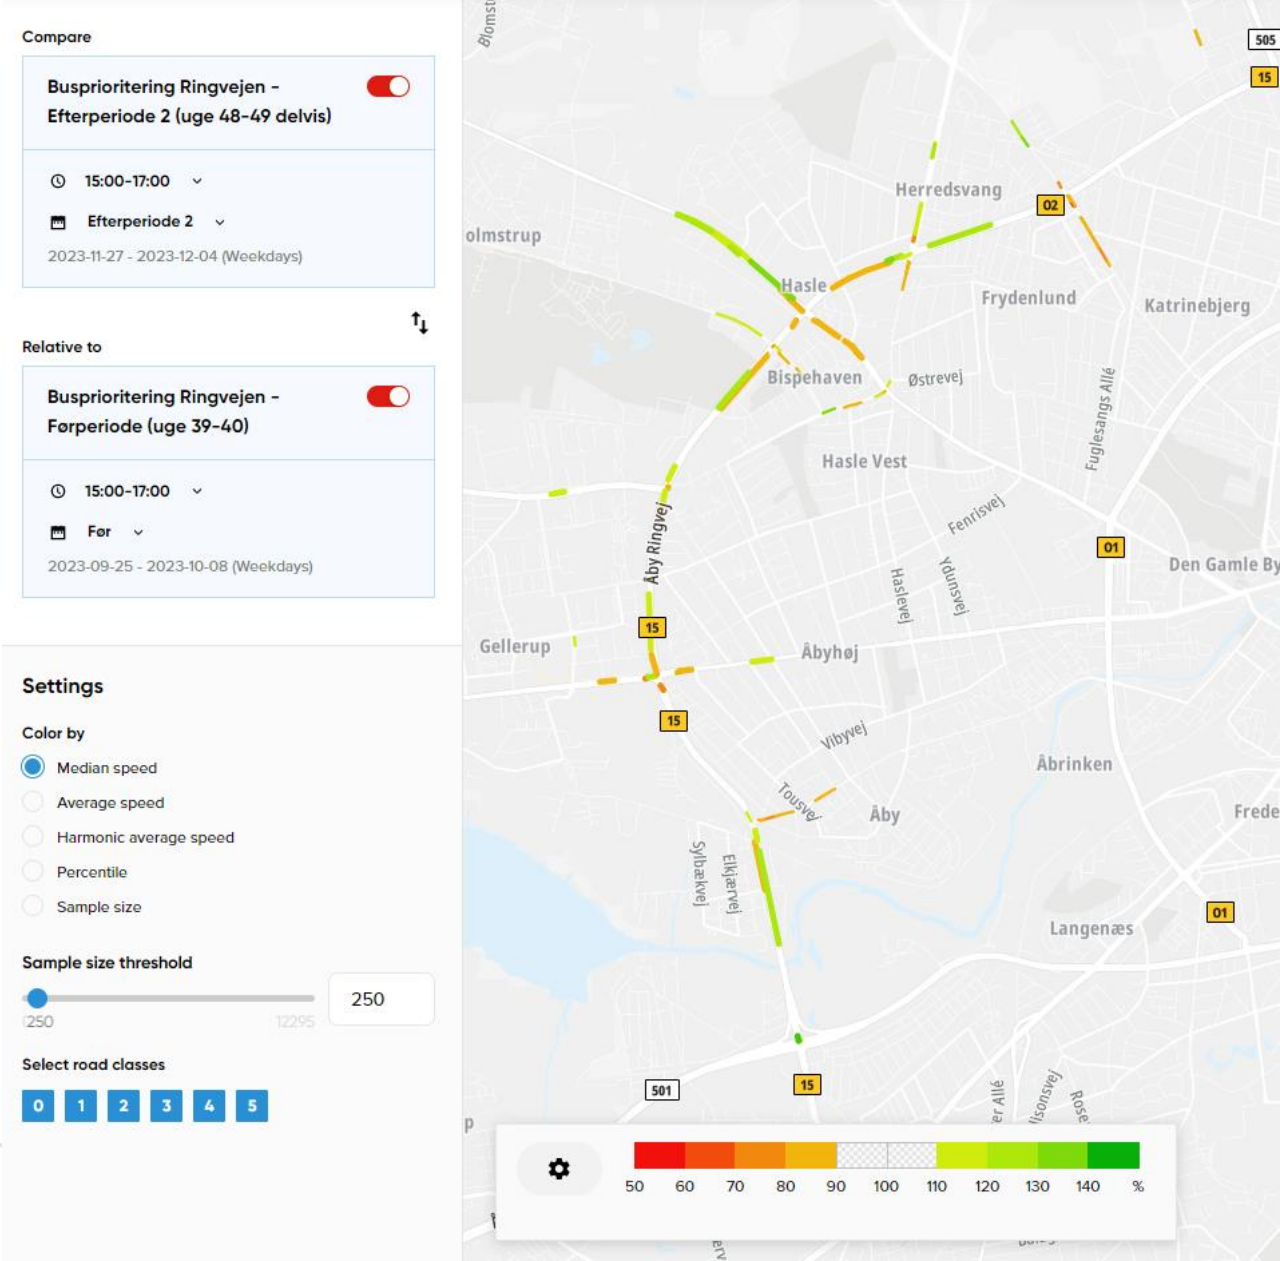 Compare
Busprioritering Ringvejen -
Efterperiode 2 (uge 48-49 delvis)
15:00-17:00
Efterperiode 2
2023-11-27 - 2023-12-04 (Weekdays)
Relative to
Busprioritering Ringvejen -
Førperiode (uge 39-40)
15:00-17:00
Før
2023-09-25 - 2023-10-08 (Weekdays)
Settings
Color by
Median speed
Average speed
Harmonic average speed
Percentile
Sample size
Sample size threshold
250
250
12295
Select road classes
0 1 2 3 4 5
Blomst
505
15
Herredsvang
02
olmstrup
Hasle
Frydenlund
Katrinebjerg
Bispehaven
Østrevej
Fuglesangs Allé
Hasle Vest
Fenrisvej
Åby Ringvej
01
Den Gamle By
Haslevej
Ydunsvej
15
Gellerup
Åbyhøj
15
Vibyvej
Åbrinken
Tousvej
Åby
Frede
Sylbækvej
Elkjærvej
01
Langenæs
501
15
er Allé
lisonsvej
Rose
p
50 60 70 80 90 100 110 120 130 140 %
erv